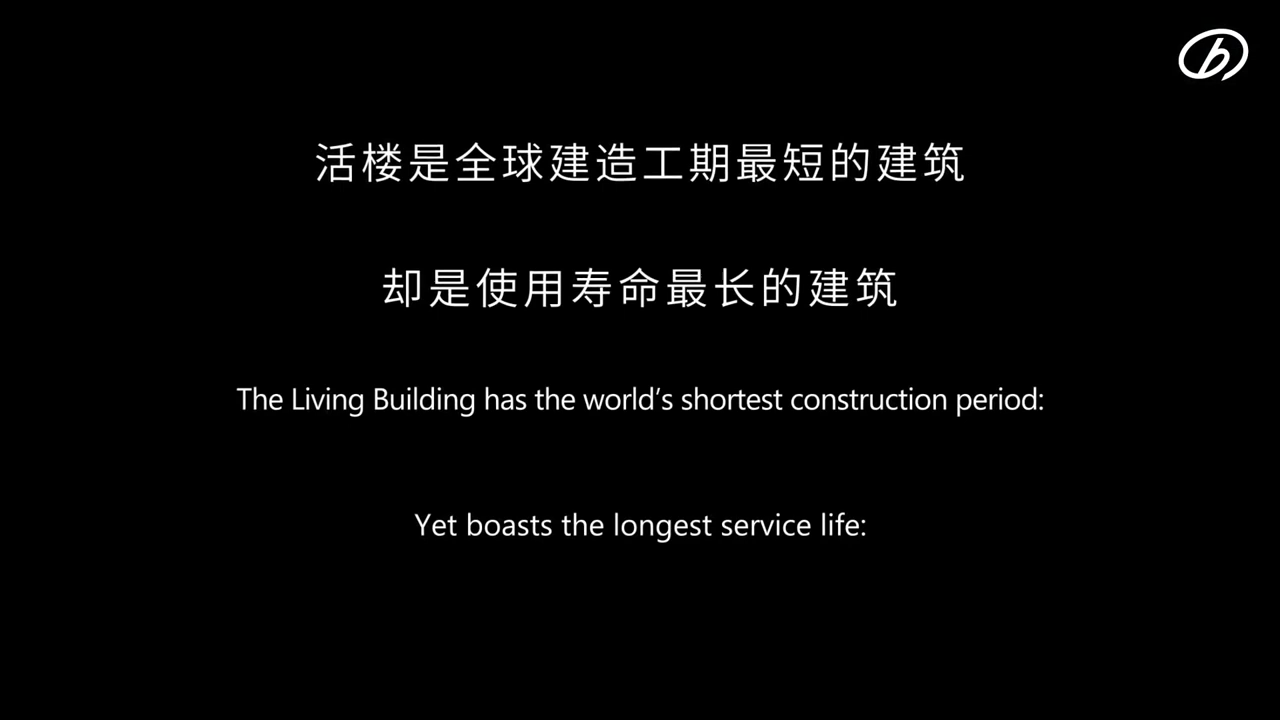 活楼是全球建造工期最短的建筑
却是使用寿命最长的建筑
The Living Building has the world’s shortest construction period:
Yet boasts the longest service life: